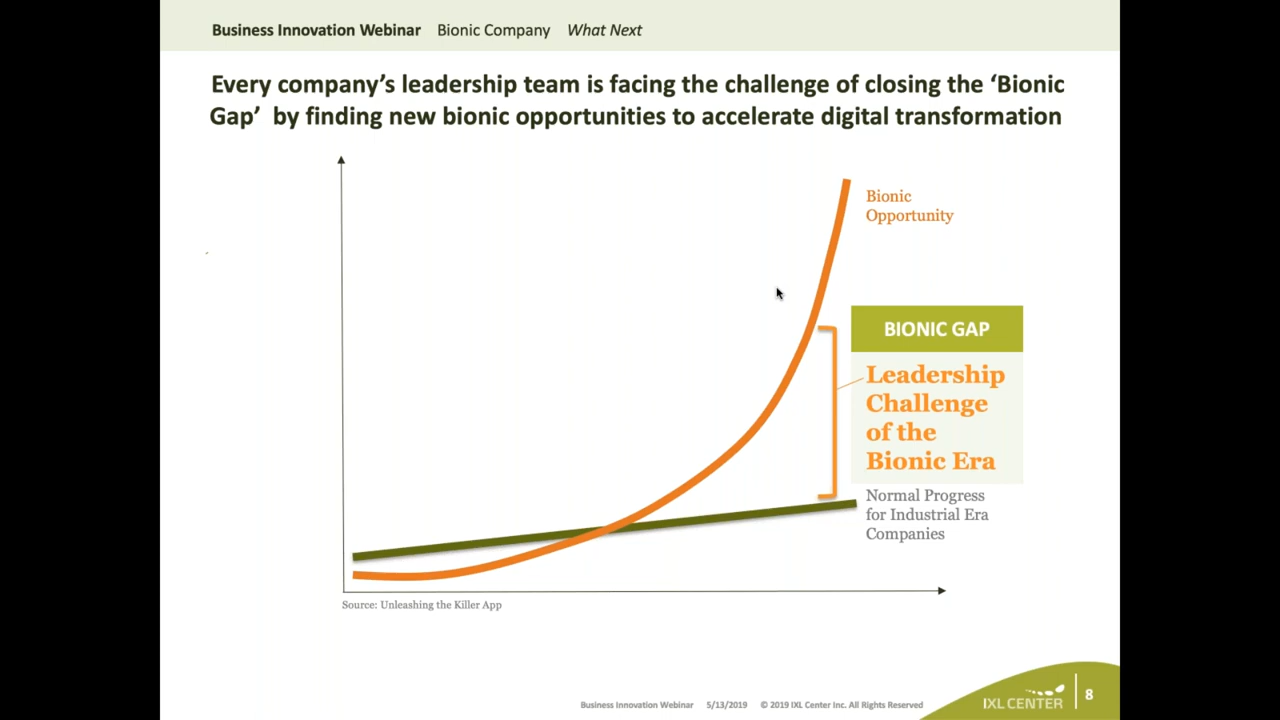 Business Innovation Webinar Bionic Company What Next
Every company’s leadership team is facing the challenge of closing the ‘Bionic
Gap’ by finding new bionic opportunities to accelerate digital transformation
Bionic
Opportunity
BIONIC GAP
Leadership
Challenge
of the
Bionic Era
Normal Progress
for Industrial Era
Companies
Source: Unleashing the Killer App
Business Innovation Webinar 5/13/2019 © 2019 IXL Center Inc. All Rights Reserved
IXL CENTER
8